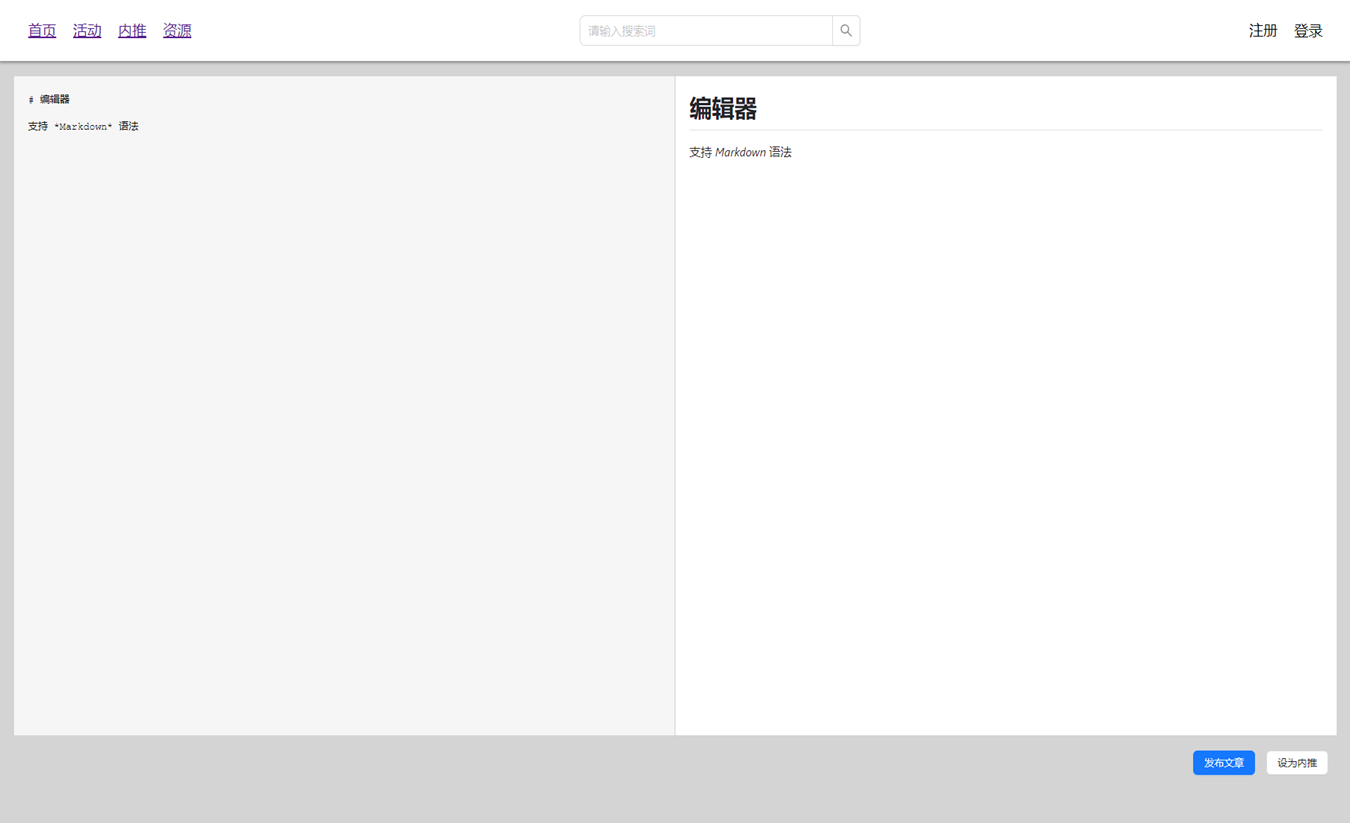 首页 活动 内推 资源 请输入搜索词 注册 登录
# 编辑器
支持 *Markdown* 语法
编辑器
支持 Markdown 语法
发布文章 设为内推